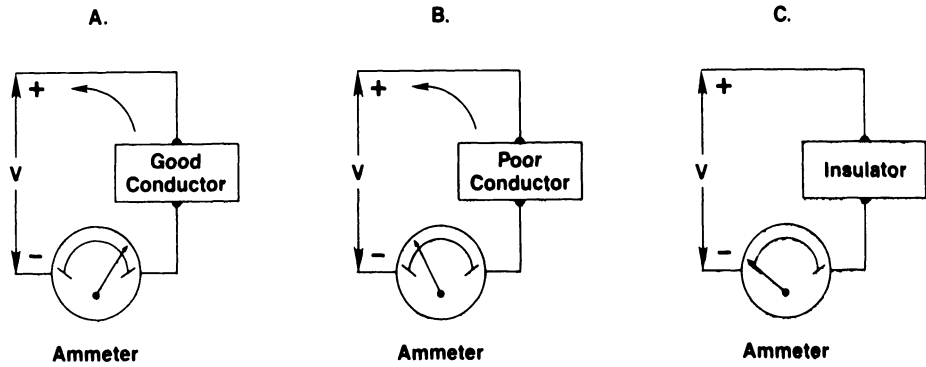 A.
B.
C.
+
+
+
V
Good
Conductor
V
Poor
Conductor
V
Insulator
−
−
−
Ammeter
Ammeter
Ammeter